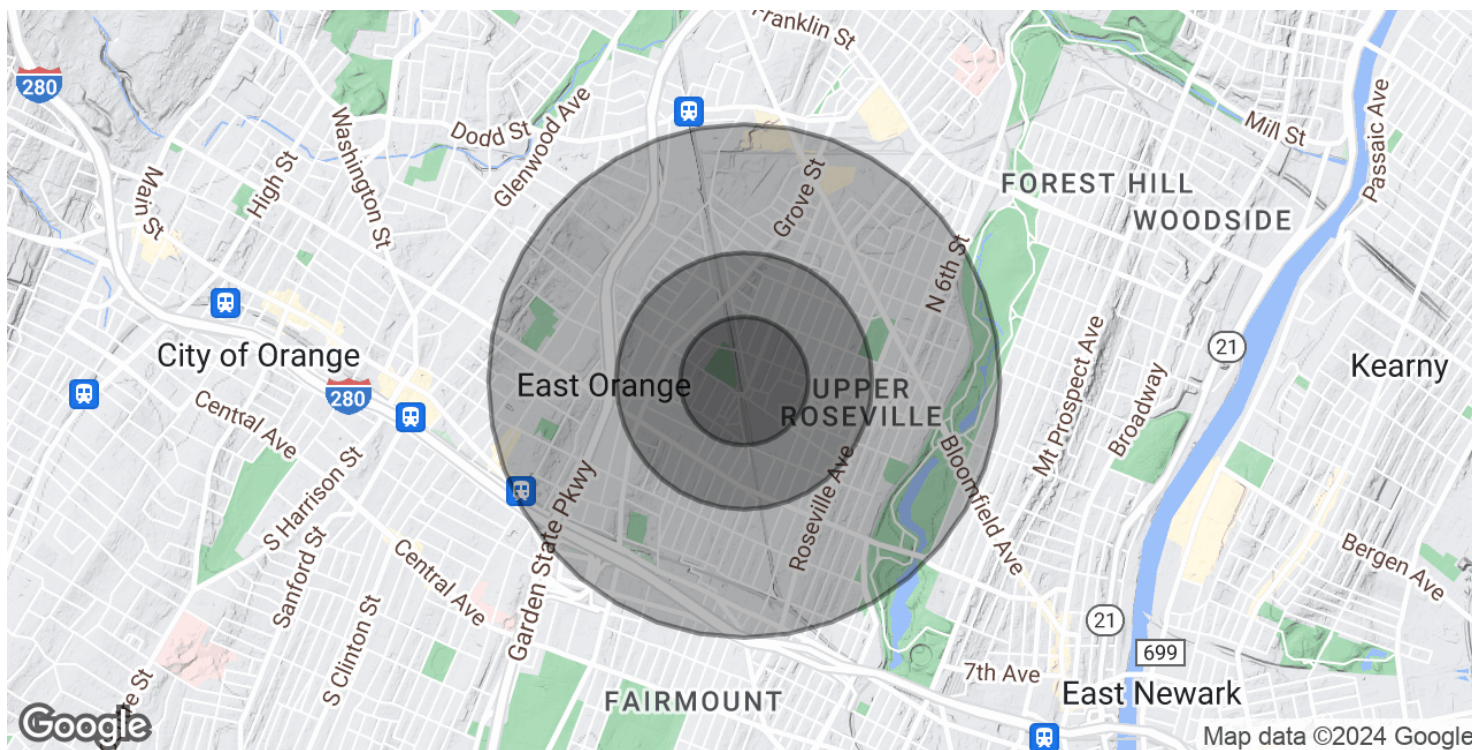 Franklin St
280
Dodd St
Glenwood Ave
Washington St
Mill St
Passaic Ave
Main St
High St
Grove St
FOREST HILL
WOODSIDE
N 6th St
City of Orange
280
East Orange
UPPER
ROSEVILLE
Mt Prospect Ave
Broadway
21
Kearny
Central Ave
S Harrison St
Garden State Pkwy
Roseville Ave
Bloomfield Ave
Sanford St
Central Ave
S Clinton St
Bergen Ave
21
699
7th Ave
FAIRMOUNT
East Newark
Google
Map data ©2024 Google